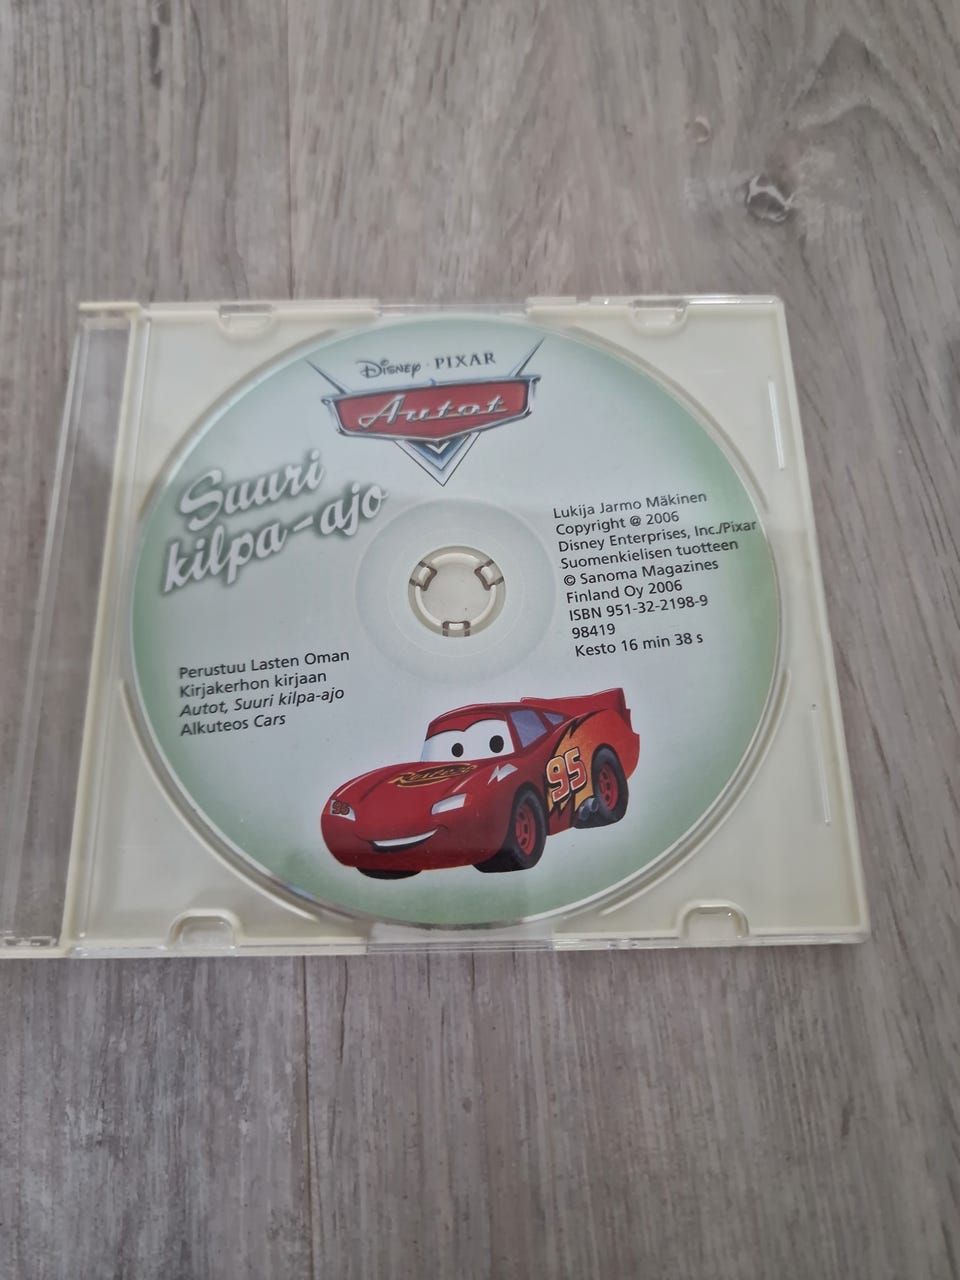 Disney · PIXAR
Autot
Suuri
kilpa-ajo
Lukija Jarmo Mäkinen
Copyright @ 2006
Disney Enterprises, Inc./Pixar
Suomenkielisen tuotteen
© Sanoma Magazines
Finland Oy 2006
ISBN 951-32-2198-9
98419
Kesto 16 min 38 s
Perustuu Lasten Oman
Kirjakerhon kirjaan
Autot, Suuri kilpa-ajo
Alkuteos Cars
Rusteze
95
95